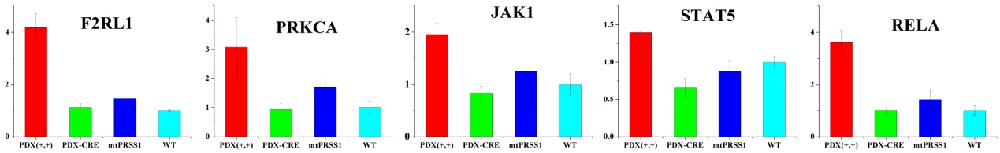 F2RL1
4
2
0
PDX(+,+) PDX-CRE mtPRSS1 WT
PRKCA
4
3
2
1
0
PDX(+,+) PDX-CRE mtPRSS1 WT
JAK1
2
1
0
PDX(+,+) PDX-CRE mtPRSS1 WT
STAT5
1.5
1.0
0.5
0.0
PDX(+,+) PDX-CRE mtPRSS1 WT
RELA
4
2
0
PDX(+,+) PDX-CRE mtPRSS1 WT